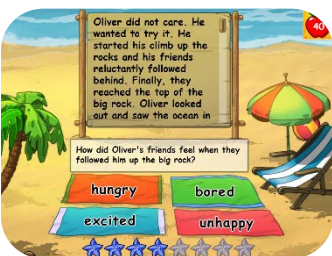 40
Oliver did not care. He
wanted to try it. He
started his climb up the
rocks and his friends
reluctantly followed
behind. Finally, they
reached the top of the
big rock. Oliver looked
out and saw the ocean in
How did Oliver's friends feel when they
followed him up the big rock?
hungry
bored
excited
unhappy